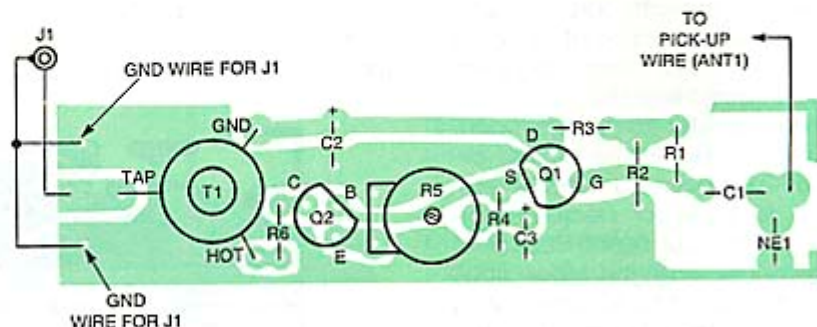 J1
TO
PICK-UP
WIRE (ANT1)
GND WIRE FOR J1
GND
+
C2
D
R3
R1
TAP
T1
C
B
R5
S
Q1
G
R2
C1
Q2
R6
R4
+
C3
E
HOT
NE1
GND
WIRE FOR J1